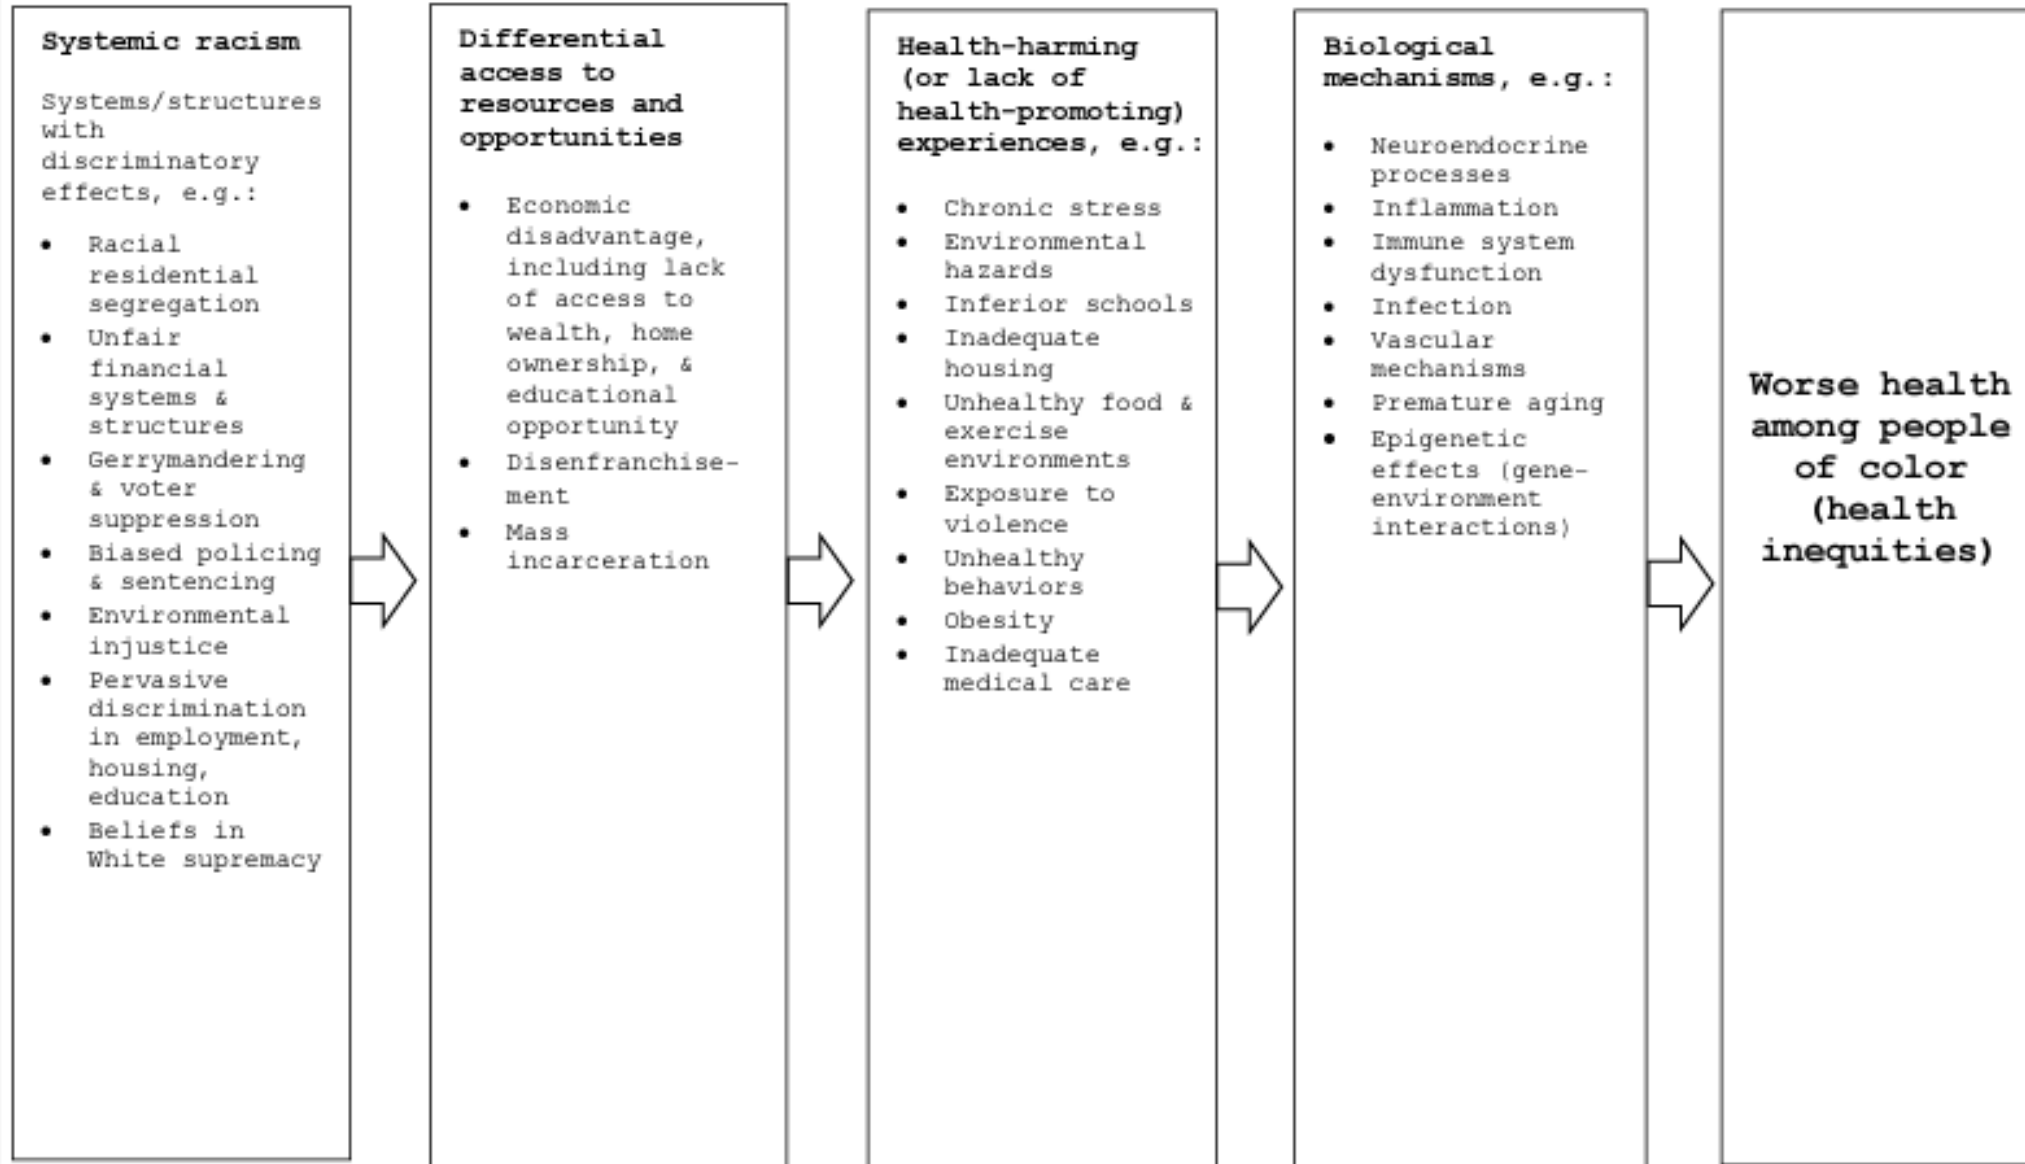 Systemic racism
Systems/structures
with
discriminatory
effects, e.g.:
• Racial
residential
segregation
• Unfair
financial
systems &
structures
• Gerrymandering
& voter
suppression
• Biased policing
& sentencing
• Environmental
injustice
• Pervasive
discrimination
in employment,
housing,
education
• Beliefs in
White supremacy
Differential
access to
resources and
opportunities
• Economic
disadvantage,
including lack
of access to
wealth, home
ownership, &
educational
opportunity
• Disenfranchise-
ment
• Mass
incarceration
Health-harming
(or lack of
health-promoting)
experiences, e.g.:
• Chronic stress
• Environmental
hazards
• Inferior schools
• Inadequate
housing
• Unhealthy food &
exercise
environments
• Exposure to
violence
• Unhealthy
behaviors
• Obesity
• Inadequate
medical care
Biological
mechanisms, e.g.:
• Neuroendocrine
processes
• Inflammation
• Immune system
dysfunction
• Infection
• Vascular
mechanisms
• Premature aging
• Epigenetic
effects (gene-
environment
interactions)
Worse health
among people
of color
(health
inequities)